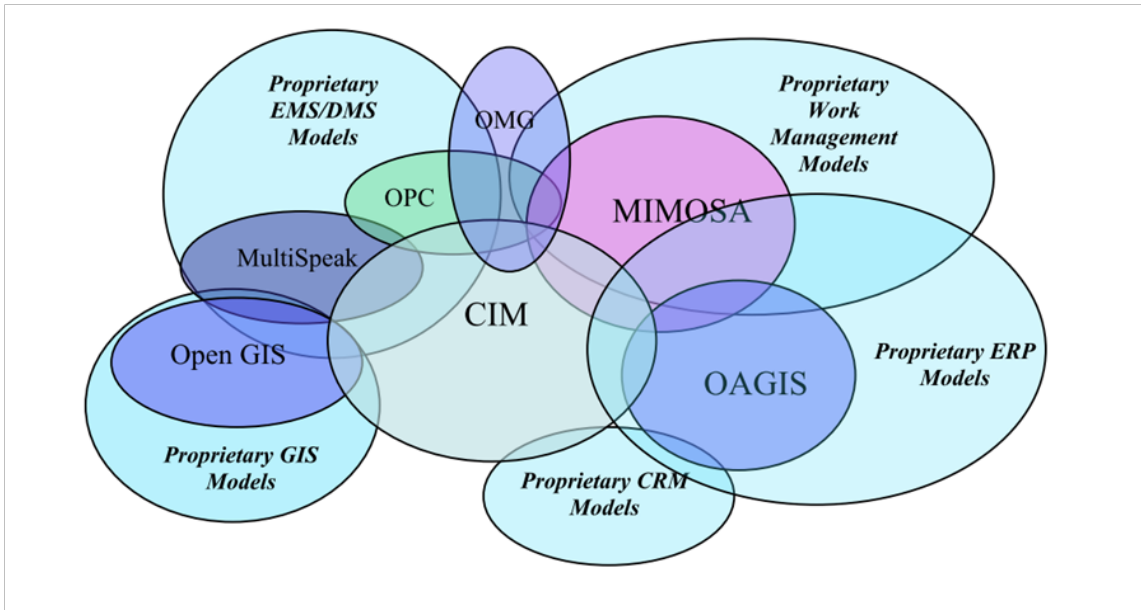 Proprietary
EMS/DMS
Models
OMG
Proprietary
Work
Management
Models
OPC
MIMOSA
MultiSpeak
CIM
Open GIS
Proprietary ERP
Models
OAGIS
Proprietary GIS
Models
Proprietary CRM
Models